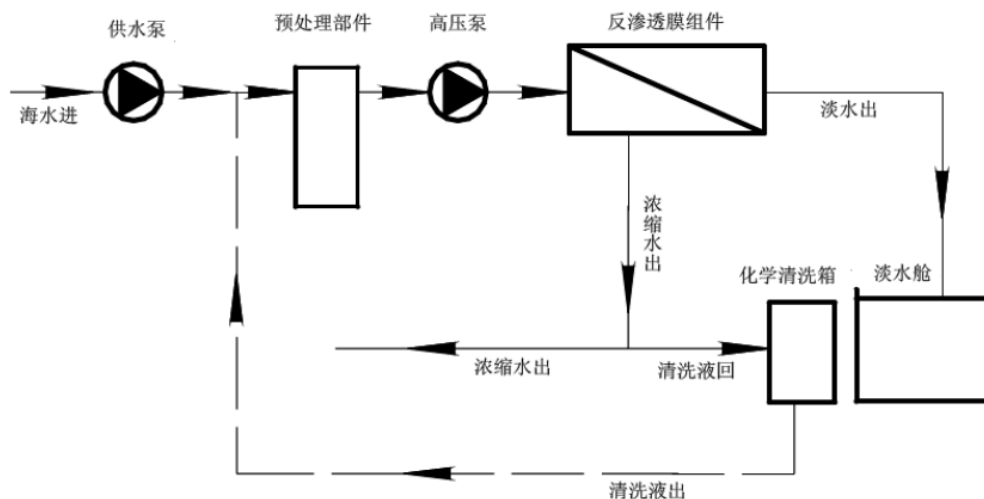 供水泵
预处理部件
高压泵
反渗透膜组件
海水进
淡水出
浓缩水出
化学清洗箱
淡水舱
浓缩水出
清洗液回
清洗液出